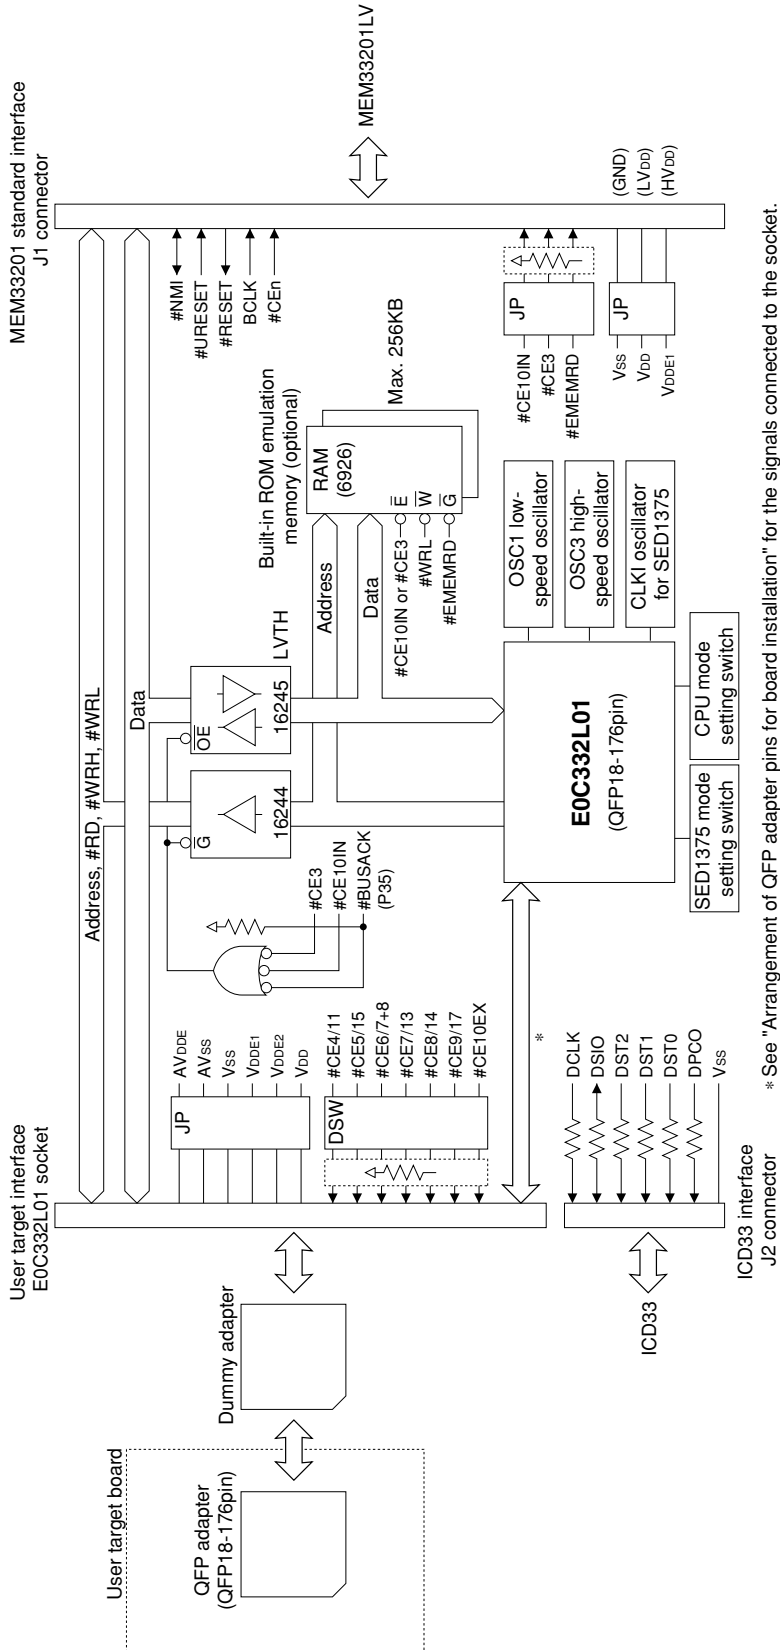 User target interface
E0C332L01 socket
MEM33201 standard interface
J1 connector
Address, #RD, #WRH, #WRL
Data
User target board
QFP adapter
(QFP18-176pin)
Dummy adapter
JP
AVDDE
AVSS
VSS
VDDE1
VDDE2
VDD
DSW
#CE4/11
#CE5/15
#CE6/7+8
#CE7/13
#CE8/14
#CE9/17
#CE10EX
#CE3
#CE10IN
#BUSACK
(P35)
G
16244
OE
16245
LVTH
Built-in ROM emulation
memory (optional)
Address
Data
RAM
(6926)
E
W
G
#CE10IN or #CE3
#WRL
#EMEMRD
Max. 256KB
#NMI
#URESET
#RESET
BCLK
#CEn
MEM33201LV
#CE10IN
#CE3
#EMEMRD
JP
VSS
VDD
VDDE1
JP
(GND)
(LVDD)
(HVDD)
E0C332L01
(QFP18-176pin)
OSC1 low-
speed oscillator
OSC3 high-
speed oscillator
CLKI oscillator
for SED1375
SED1375 mode
setting switch
CPU mode
setting switch
*
ICD33
DCLK
DSIO
DST2
DST1
DST0
DPCO
VSS
ICD33 interface
J2 connector
* See "Arrangement of QFP adapter pins for board installation" for the signals connected to the socket.